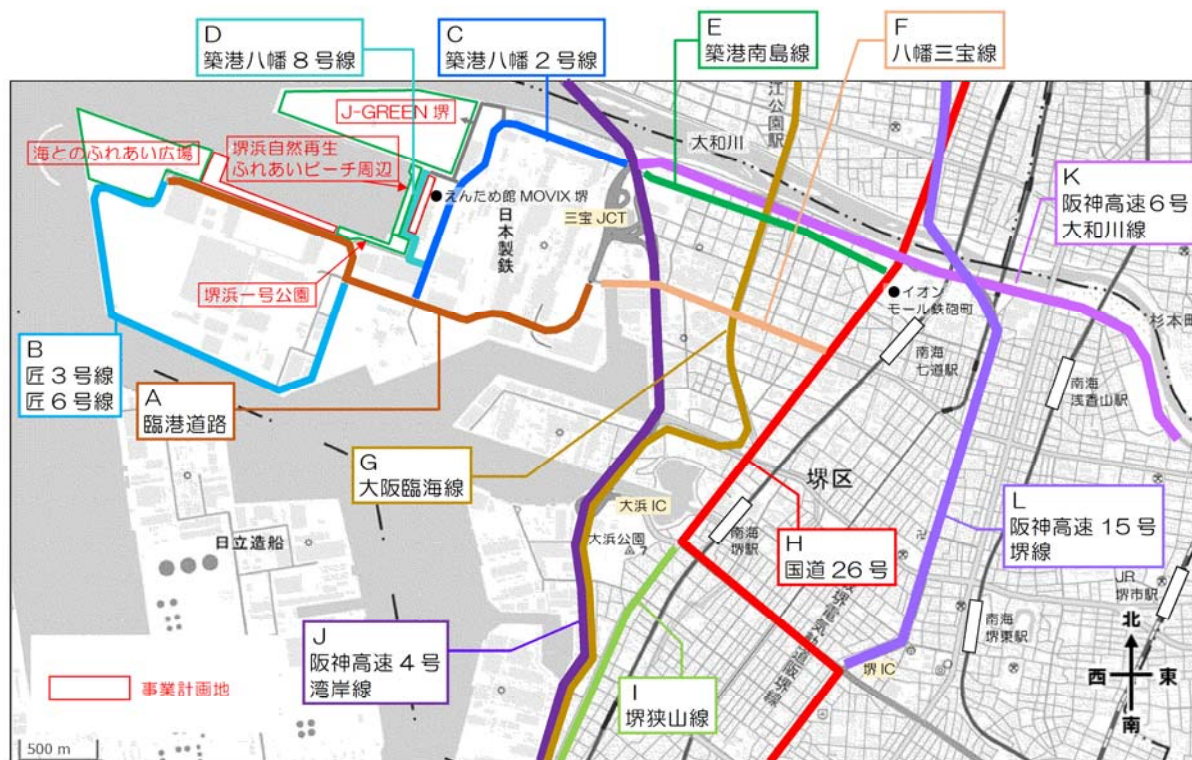 D
築港八幡8号線
C
築港八幡2号線
E
築港南島線
F
八幡三宝線
J-GREEN 堺
海とのふれあい広場
堺浜自然再生
ふれあいビーチ周辺
●えんため館 MOVIX 堺
日本製鉄
三宝 JCT
堺浜一号公園
江公園駅
大和川
K
阪神高速6号
大和川線
杉本町
●イオン
モール鉄砲町
南海
七道駅
南海
浅香山駅
B
匠3号線
匠6号線
A
臨港道路
G
大阪臨海線
大浜 IC
大浜公園
南海
堺駅
堺区
H
国道26号
L
阪神高速15号
堺線
日立造船
J
阪神高速4号
湾岸線
I
堺狭山線
堺 IC
南海
堺東駅
JR
堺市駅
事業計画地
500 m
北
西 東
南